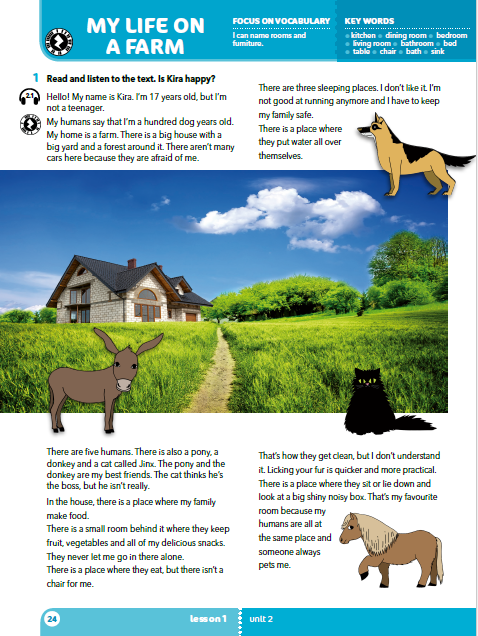 MY LIFE ON
A FARM
FOCUS ON VOCABULARY
I can name rooms and
furniture.
KEY WORDS
kitchen dining room bedroom
living room bathroom bed
table chair bath sink
1 Read and listen to the text. Is Kira happy?
2.1
Hello! My name is Kira. I'm 17 years old, but I'm
not a teenager.
My humans say that I'm a hundred dog years old.
My home is a farm. There is a big house with a
big yard and a forest around it. There aren't many
cars here because they are afraid of me.
There are three sleeping places. I don't like it. I'm
not good at running anymore and I have to keep
my family safe.
There is a place where
they put water all over
themselves.
There are five humans. There is also a pony, a
donkey and a cat called Jinx. The pony and the
donkey are my best friends. The cat thinks he's
the boss, but he isn't really.
In the house, there is a place where my family
make food.
There is a small room behind it where they keep
fruit, vegetables and all of my delicious snacks.
They never let me go in there alone.
There is a place where they eat, but there isn't a
chair for me.
That's how they get clean, but I don't understand
it. Licking your fur is quicker and more practical.
There is a place where they sit or lie down and
look at a big shiny noisy box. That's my favourite
room because my
humans are all at
the same place and
someone always
pets me.
24
lesson 1
unit 2